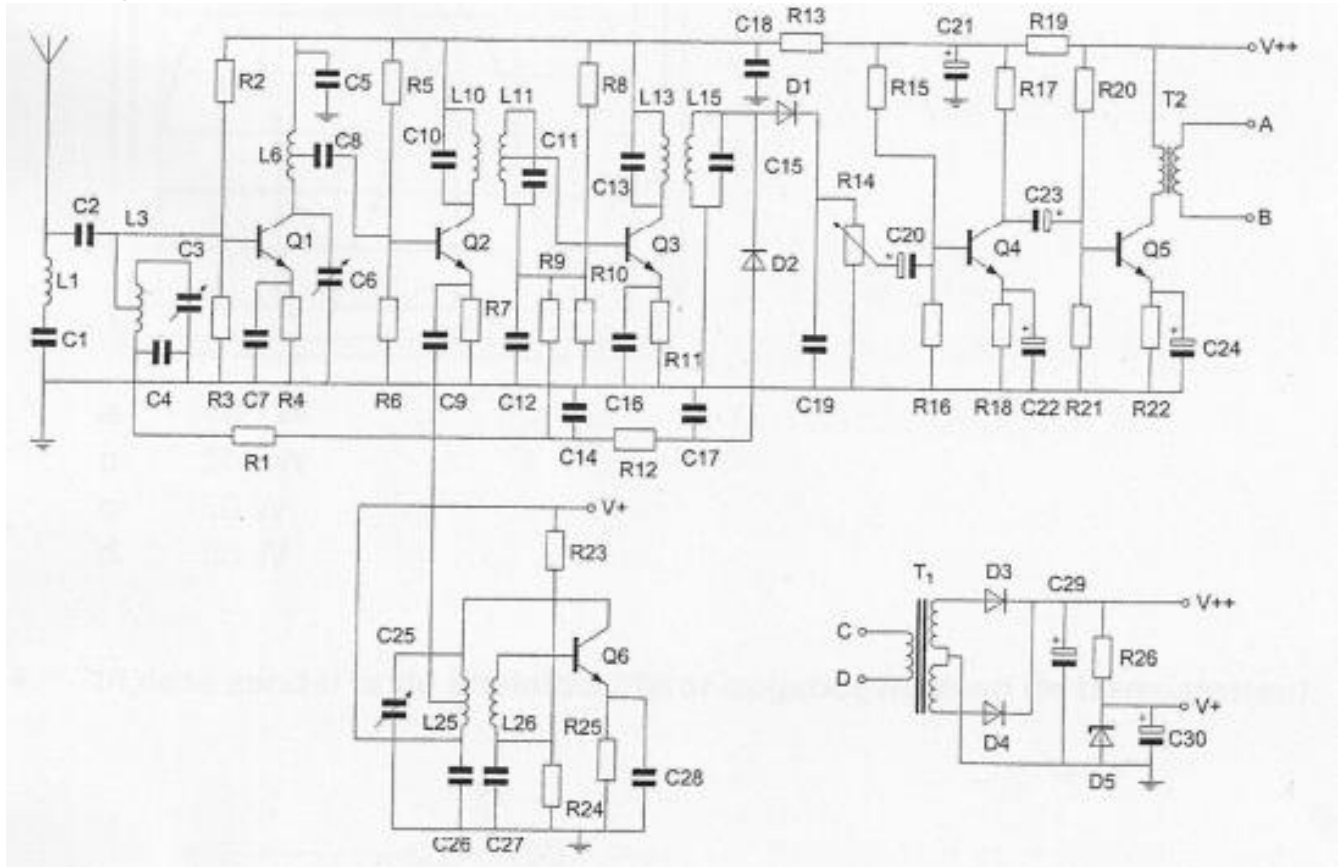 C18 R13 C21 R19
V++
R2 C5 R5 R8 D1 R15 R17 R20 T2
L10 L11 L13 L15
A
C8 C10 C11
L6 C15
C13 C23
C2 L3 R14
C3 C20
B
Q1 Q2 Q3 Q4 Q5
D2
L1 C6 R9 R10
R7
C1 R11 C24
C4 R3 C7 R4 R6 C9 C12 C16 C19 R16 R18 C22 R21 R22
R1 C14 R12 C17
V+
R23
T1 D3 C29
V++
C25 C
Q6 R26
D
V+
L25 L26 R25 D4 C30
C28
D5
R24
C26 C27